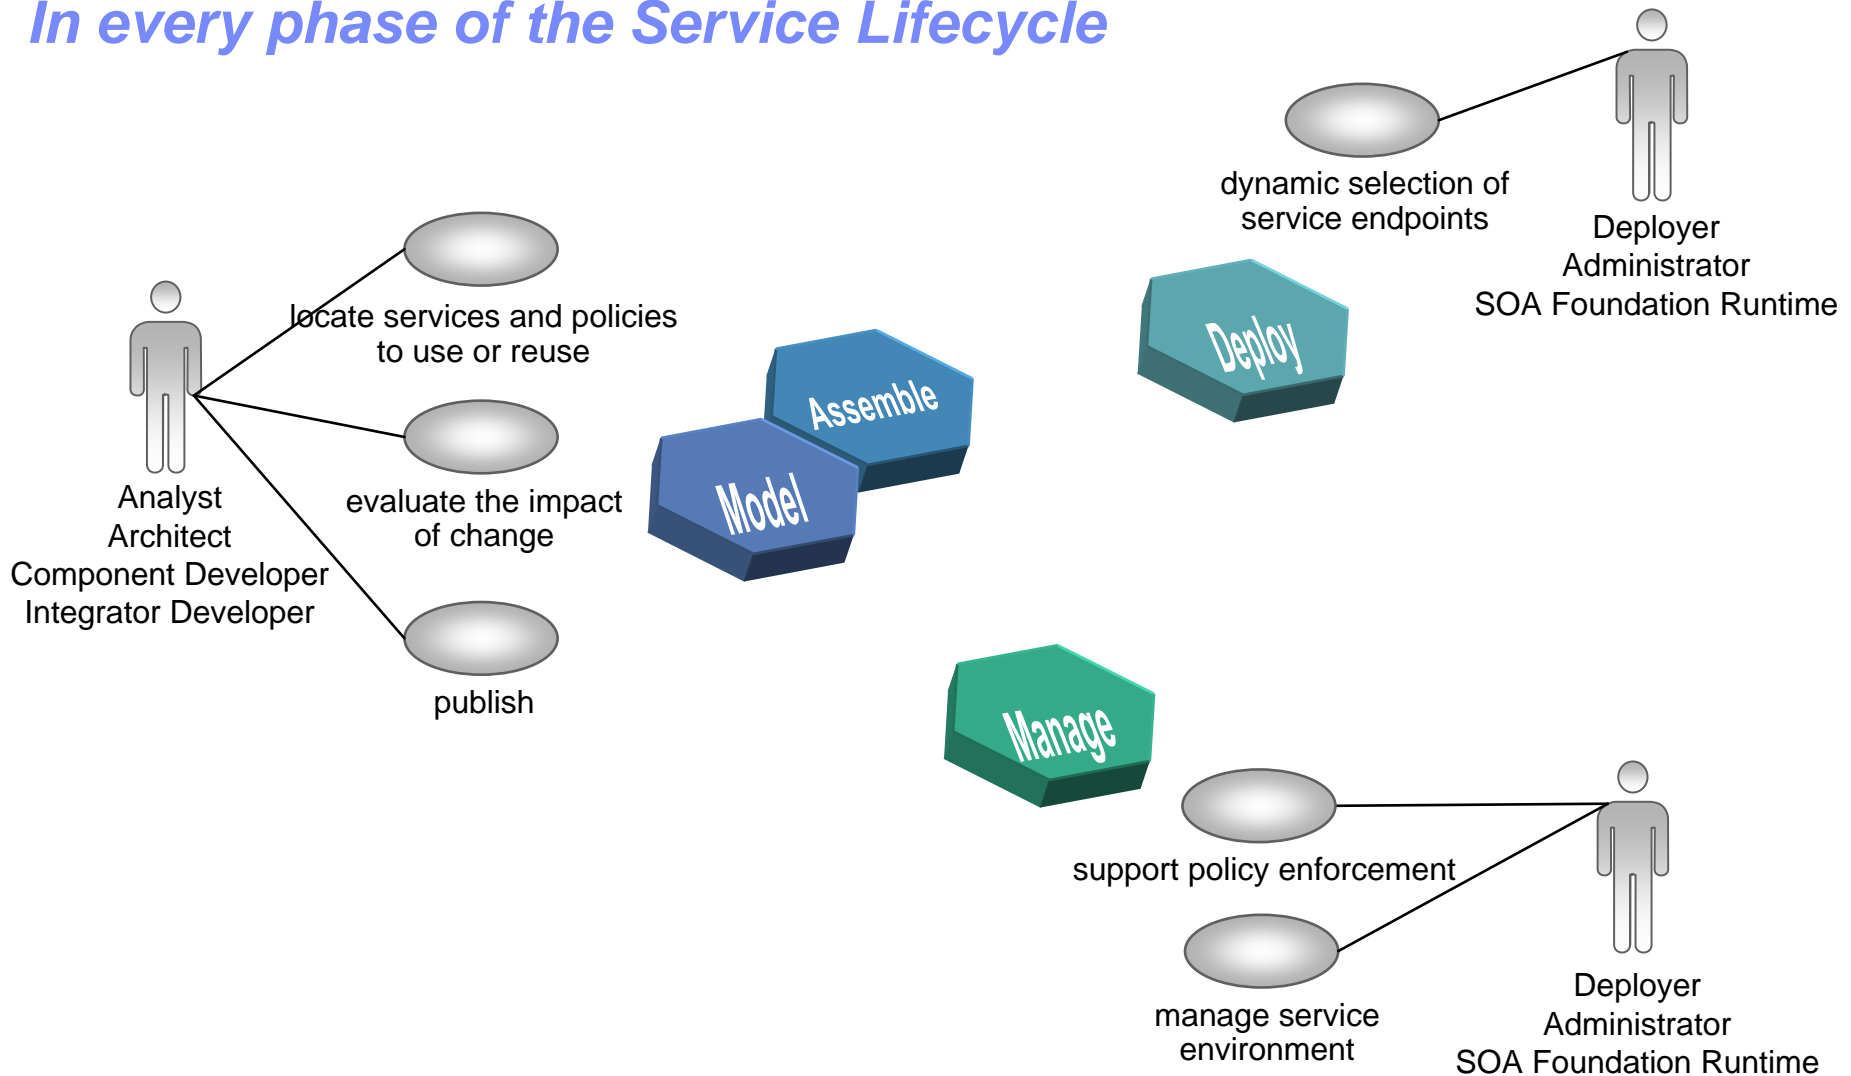 In every phase of the Service Lifecycle
dynamic selection of
service endpoints
Deployer
Administrator
SOA Foundation Runtime
locate services and policies
to use or reuse
evaluate the impact
of change
publish
Analyst
Architect
Component Developer
Integrator Developer
Assemble
Model
Deploy
Manage
support policy enforcement
manage service
environment
Deployer
Administrator
SOA Foundation Runtime